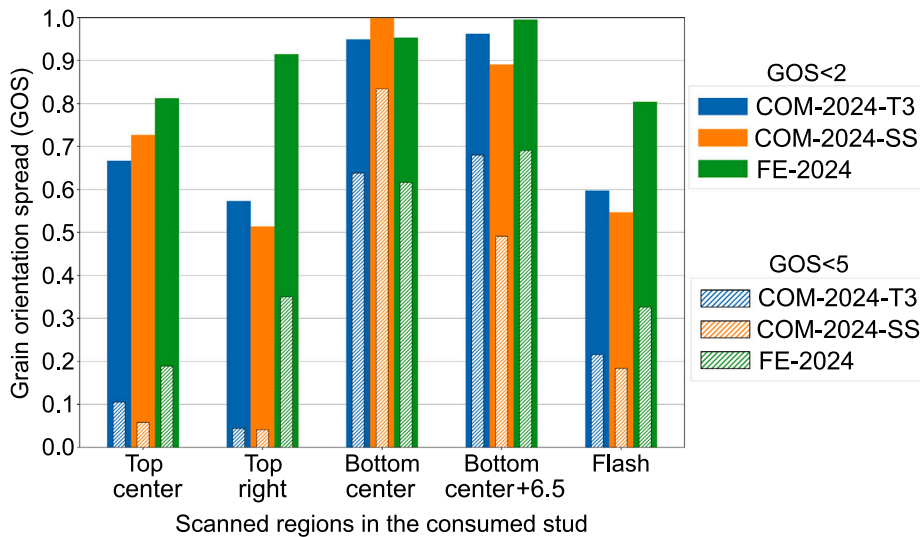 Grain orientation spread (GOS)
1.0
0.9
0.8
0.7
0.6
0.5
0.4
0.3
0.2
0.1
0.0
Top
center
Top
right
Bottom
center
Bottom
center+6.5
Flash
Scanned regions in the consumed stud
GOS<2
COM-2024-T3
COM-2024-SS
FE-2024
GOS<5
COM-2024-T3
COM-2024-SS
FE-2024